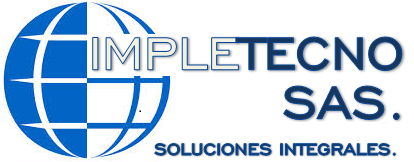 IMPLETECNO
SAS.
SOLUCIONES INTEGRALES.